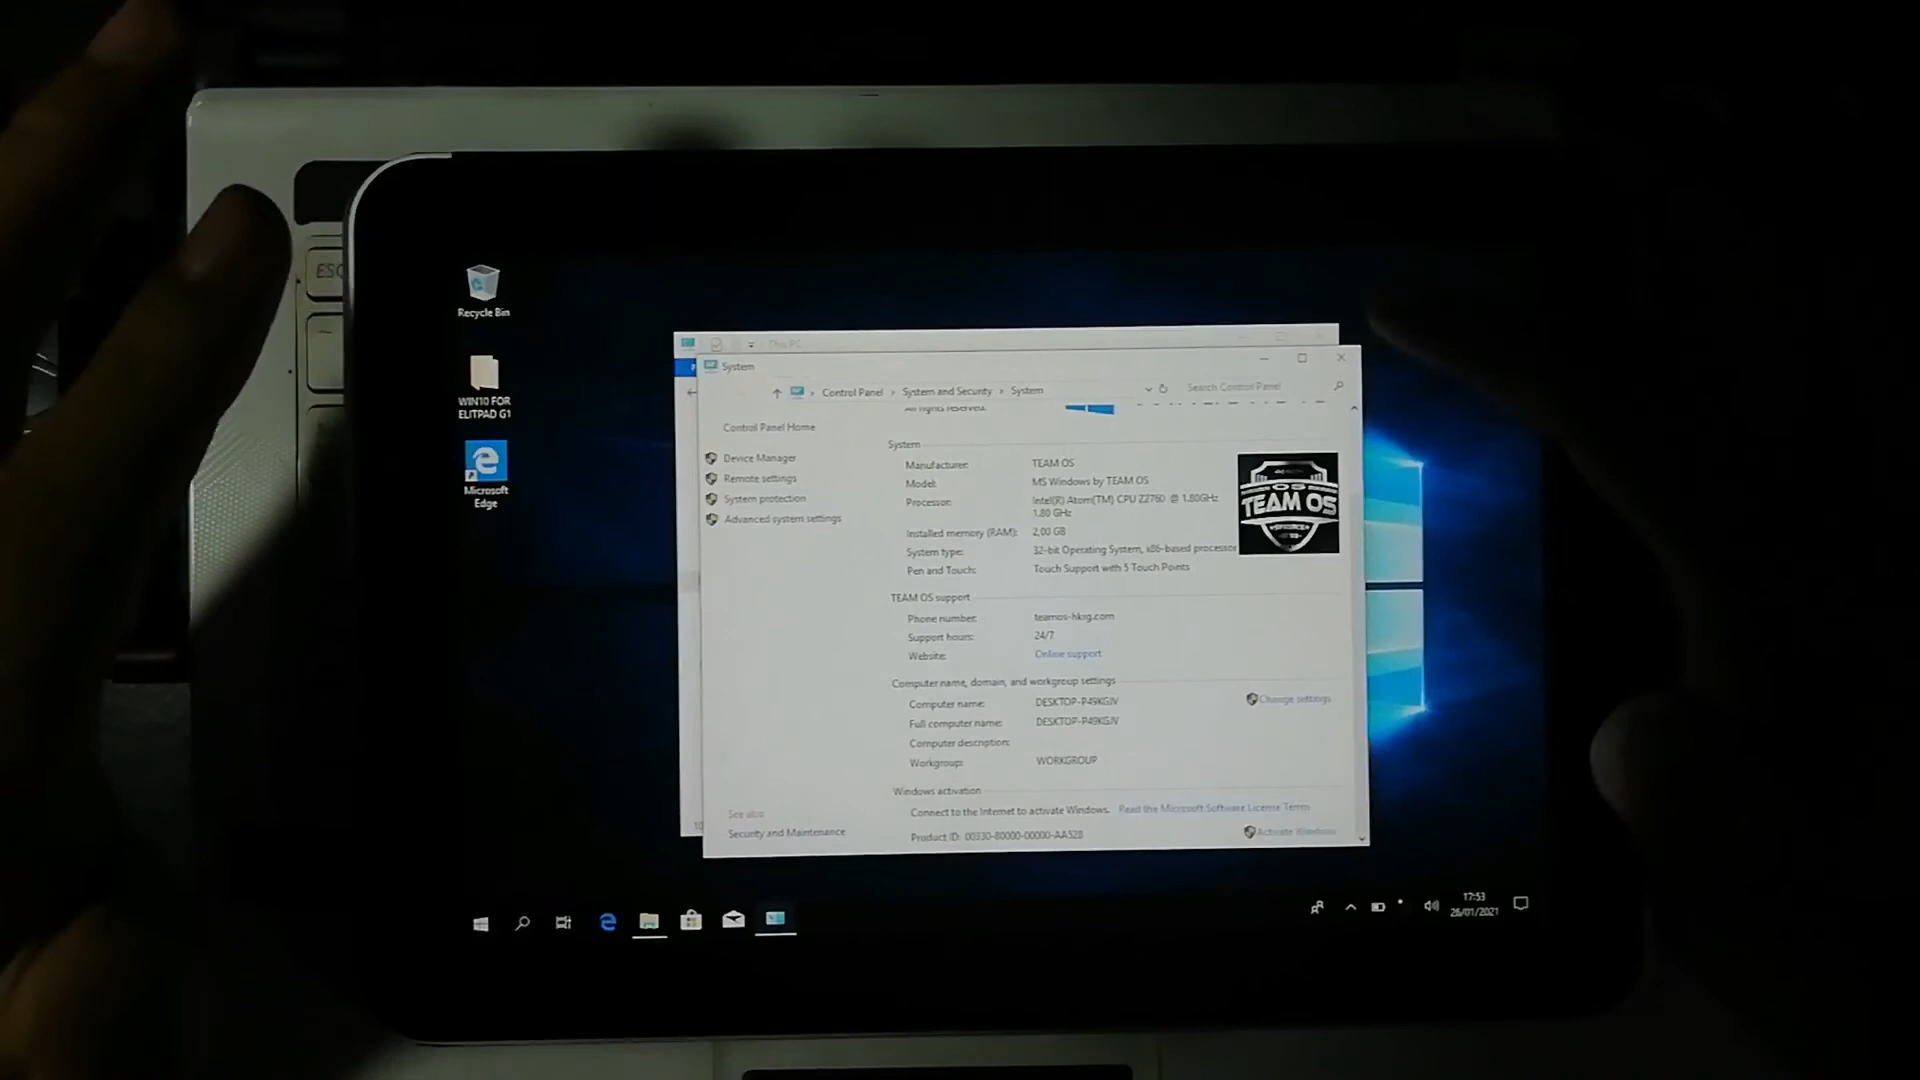 ESC
Recycle Bin
WIN10 FOR
ELITPAD G1
Microsoft
Edge
This PC
System
Control Panel
System and Security
System
Search Control Panel
All rights reserved.
Control Panel Home
Device Manager
Remote settings
System protection
Advanced system settings
See also
Security and Maintenance
System
Manufacturer: TEAM OS
Model: MS Windows by TEAM OS
Processor: Intel(R) Atom(TM) CPU Z2760 @ 1.80GHz
1.80 GHz
Installed memory (RAM): 2,00 GB
System type: 32-bit Operating System, x86-based processor
Pen and Touch: Touch Support with 5 Touch Points
OS
TEAM OS
TEAM OS support
Phone number: teamos-hkrg.com
Support hours: 24/7
Website: Online support
Computer name, domain, and workgroup settings
Computer name: DESKTOP-P49KGJV
Change settings
Full computer name: DESKTOP-P49KGJV
Computer description:
Workgroup: WORKGROUP
Windows activation
Connect to the Internet to activate Windows. Read the Microsoft Software License Terms
Product ID: 00330-80000-00000-AA528
Activate Windows
17:53
26/01/2021